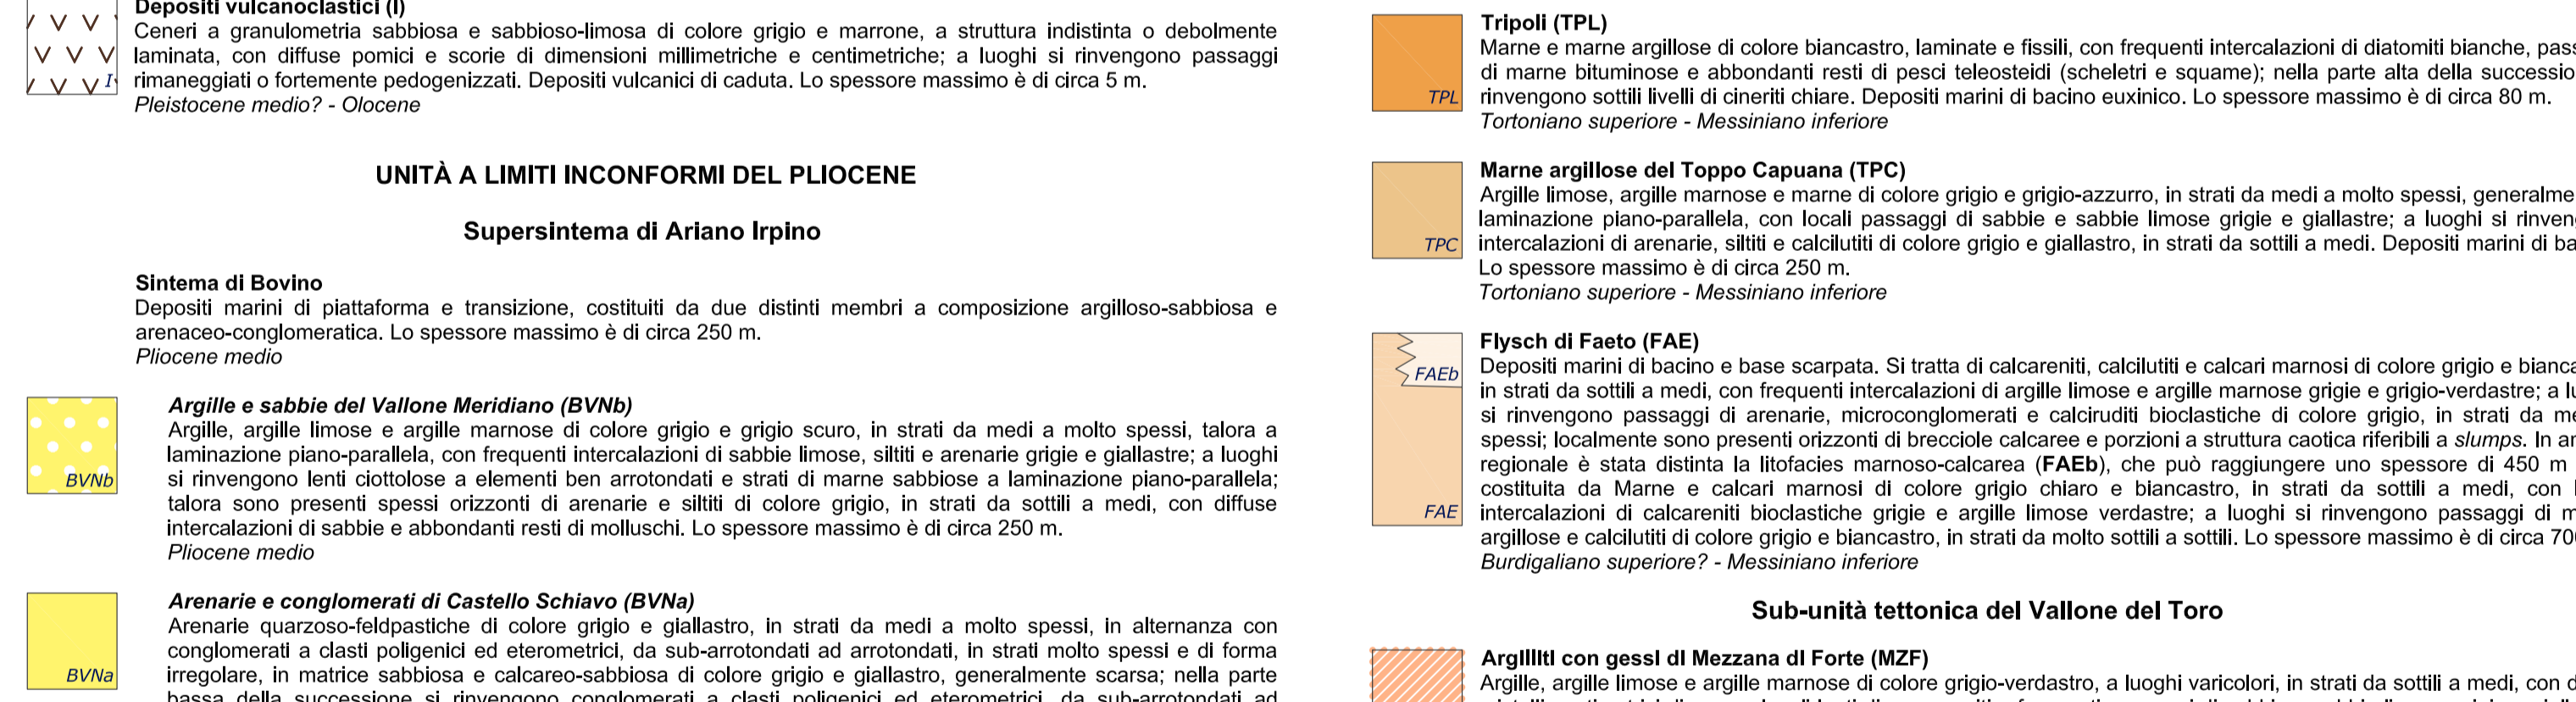 Depositi vulcanoclastici (I)
Ceneri a granulometria sabbiosa e sabbioso-limosa di colore grigio e marrone, a struttura indistinta o debolmente
laminata, con diffuse pomici e scorie di dimensioni millimetriche e centimetriche; a luoghi si rinvengono passaggi
I
rimaneggiati o fortemente pedogenizzati. Depositi vulcanici di caduta. Lo spessore massimo è di circa 5 m.
Pleistocene medio? - Olocene
UNITÀ A LIMITI INCONFORMI DEL PLIOCENE
Supersintema di Ariano Irpino
Sintema di Bovino
Depositi marini di piattaforma e transizione, costituiti da due distinti membri a composizione argilloso-sabbiosa e
arenaceo-conglomeratica. Lo spessore massimo è di circa 250 m.
Pliocene medio
Argille e sabbie del Vallone Meridiano (BVNb)
Argille, argille limose e argille marnose di colore grigio e grigio scuro, in strati da medi a molto spessi, talora a
laminazione piano-parallela, con frequenti intercalazioni di sabbie limose, siltiti e arenarie grigie e giallastre; a luoghi
BVNb
si rinvengono lenti ciottolose a elementi ben arrotondati e strati di marne sabbiose a laminazione piano-parallela;
talora sono presenti spessi orizzonti di arenarie e siltiti di colore grigio, in strati da sottili a medi, con diffuse
intercalazioni di sabbie e abbondanti resti di molluschi. Lo spessore massimo è di circa 250 m.
Pliocene medio
Arenarie e conglomerati di Castello Schiavo (BVNa)
Arenarie quarzoso-feldpastiche di colore grigio e giallastro, in strati da medi a molto spessi, in alternanza con
conglomerati a clasti poligenici ed eterometrici, da sub-arrotondati ad arrotondati, in strati molto spessi e di forma
BVNa
irregolare, in matrice sabbiosa e calcareo-sabbiosa di colore grigio e giallastro, generalmente scarsa; nella parte
bassa della successione si rinvengono conglomerati a clasti poligenici ed eterometrici, da sub-arrotondati ad
Tripoli (TPL)
Marne e marne argillose di colore biancastro, laminate e fissili, con frequenti intercalazioni di diatomiti bianche, pass
di marne bituminose e abbondanti resti di pesci teleosteidi (scheletri e squame); nella parte alta della successio
TPL
rinvengono sottili livelli di cineriti chiare. Depositi marini di bacino euxinico. Lo spessore massimo è di circa 80 m.
Tortoniano superiore - Messiniano inferiore
Marne argillose del Toppo Capuana (TPC)
Argille limose, argille marnose e marne di colore grigio e grigio-azzurro, in strati da medi a molto spessi, generalme
laminazione piano-parallela, con locali passaggi di sabbie e sabbie limose grigie e giallastre; a luoghi si rinven
TPC
intercalazioni di arenarie, siltiti e calcilutiti di colore grigio e giallastro, in strati da sottili a medi. Depositi marini di ba
Lo spessore massimo è di circa 250 m.
Tortoniano superiore - Messiniano inferiore
Flysch di Faeto (FAE)
FAEb
Depositi marini di bacino e base scarpata. Si tratta di calcareniti, calcilutiti e calcari marnosi di colore grigio e bianca
in strati da sottili a medi, con frequenti intercalazioni di argille limose e argille marnose grigie e grigio-verdastre; a lu
si rinvengono passaggi di arenarie, microconglomerati e calciruditi bioclastiche di colore grigio, in strati da me
spessi; localmente sono presenti orizzonti di brecciole calcaree e porzioni a struttura caotica riferibili a slumps. In ar
regionale è stata distinta la litofacies marnoso-calcarea (FAEb), che può raggiungere uno spessore di 450 m
costituita da Marne e calcari marnosi di colore grigio chiaro e biancastro, in strati da sottili a medi, con
FAE
intercalazioni di calcareniti bioclastiche grigie e argille limose verdastre; a luoghi si rinvengono passaggi di m
argillose e calcilutiti di colore grigio e biancastro, in strati da molto sottili a sottili. Lo spessore massimo è di circa 70
Burdigaliano superiore? - Messiniano inferiore
Sub-unità tettonica del Vallone del Toro
Argilliti con gessi di Mezzana di Forte (MZF)
Argille, argille limose e argille marnose di colore grigio-verdastro, a luoghi varicolori, in strati da sottili a medi, con d